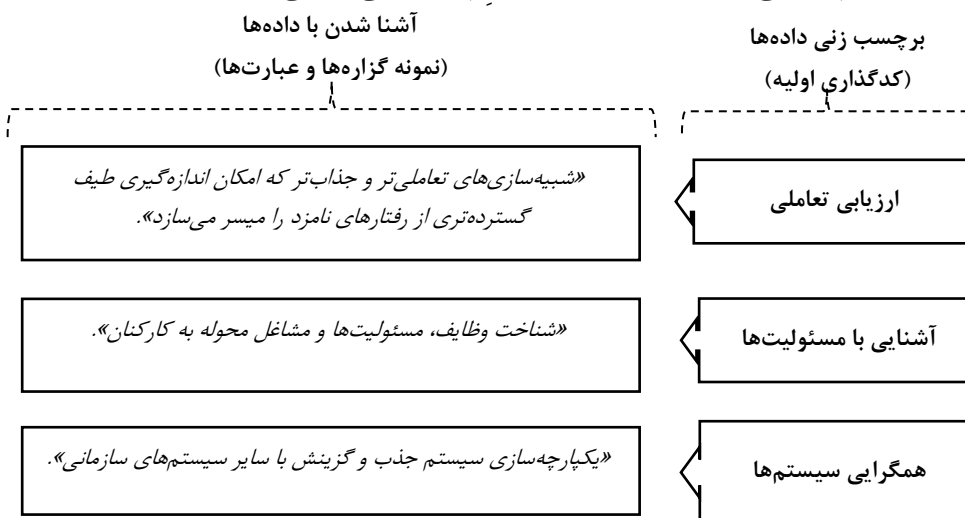 برچسب زنی داده‌ها
(کدگذاری اولیه)
آشنا شدن با داده‌ها
(نمونه گزاره‌ها و عبارت‌ها)
ارزیابی تعاملی
«شبیه‌سازی‌های تعاملی‌تر و جذاب‌تر که امکان اندازه‌گیری طیف
گسترده‌تری از رفتارهای نامزد را میسر می‌سازد».
آشنایی با مسئولیت‌ها
«شناخت وظایف، مسئولیت‌ها و مشاغل محوله به کارکنان».
همگرایی سیستم‌ها
«یکپارچه‌سازی سیستم جذب و گزینش با سایر سیستم‌های سازمانی».